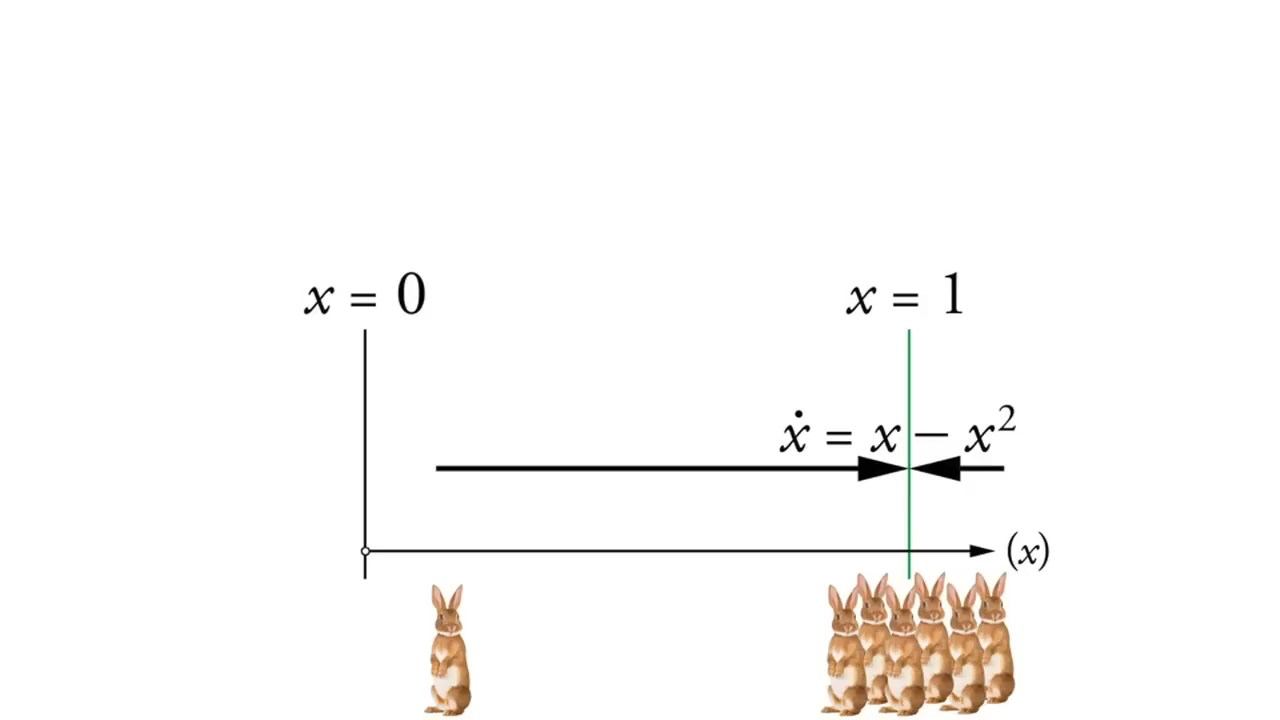 x = 0
x = 1
ẋ = x − x²
(x)